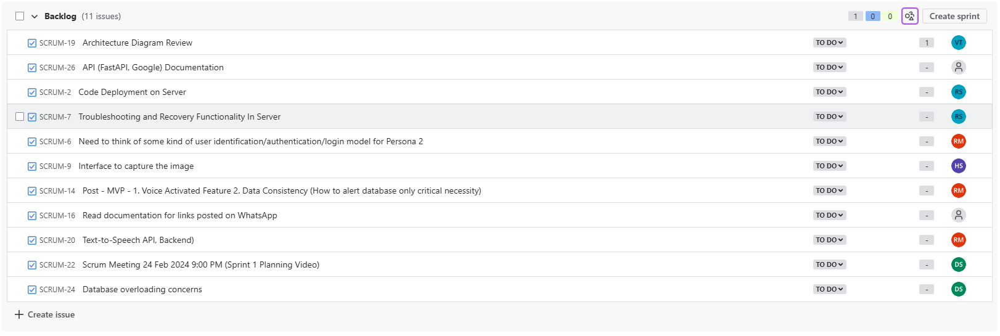 Backlog (11 issues) 1 0 0 Create sprint
SCRUM-19 Architecture Diagram Review TO DO 1 VT
SCRUM-26 API (FastAPI, Google) Documentation TO DO -
SCRUM-2 Code Deployment on Server TO DO - RS
SCRUM-7 Troubleshooting and Recovery Functionality In Server TO DO - RS
SCRUM-6 Need to think of some kind of user identification/authentication/login model for Persona 2 TO DO - RM
SCRUM-9 Interface to capture the image TO DO - HS
SCRUM-14 Post - MVP - 1. Voice Activated Feature 2. Data Consistency (How to alert database only critical necessity) TO DO - RM
SCRUM-16 Read documentation for links posted on WhatsApp TO DO -
SCRUM-20 Text-to-Speech API, Backend) TO DO - RM
SCRUM-22 Scrum Meeting 24 Feb 2024 9:00 PM (Sprint 1 Planning Video) TO DO - DS
SCRUM-24 Database overloading concerns TO DO - DS
Create issue